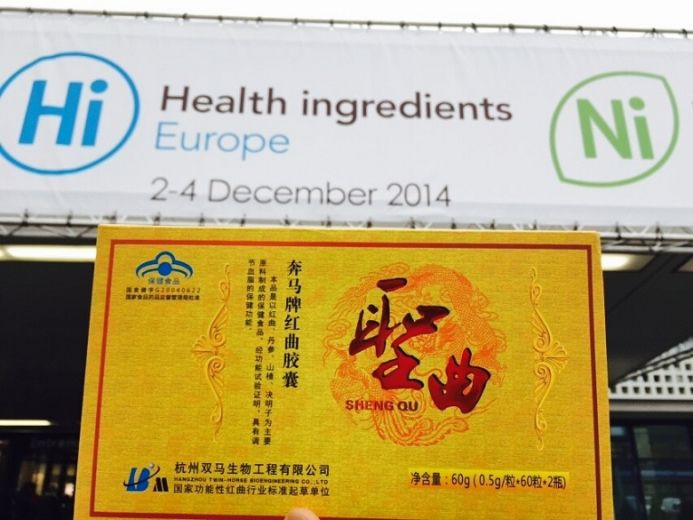 Hi
Health ingredients
Europe
2-4 December 2014
Ni
保健食品
国食健字G20040622
国家食品药品监督管理局批准
奔马牌红曲胶囊
本品是以红曲、丹参、山楂、决明子为主要
原料制成的保健食品，经功能试验证明，具有调
节血脂的保健功能。
聖曲
SHENG QU
杭州双马生物工程有限公司
HANGZHOU TWIN-HORSE BIOENGINEERING CO.,LTD
国家功能性红曲行业标准起草单位
净含量：60g（0.5g/粒*60粒*2瓶）